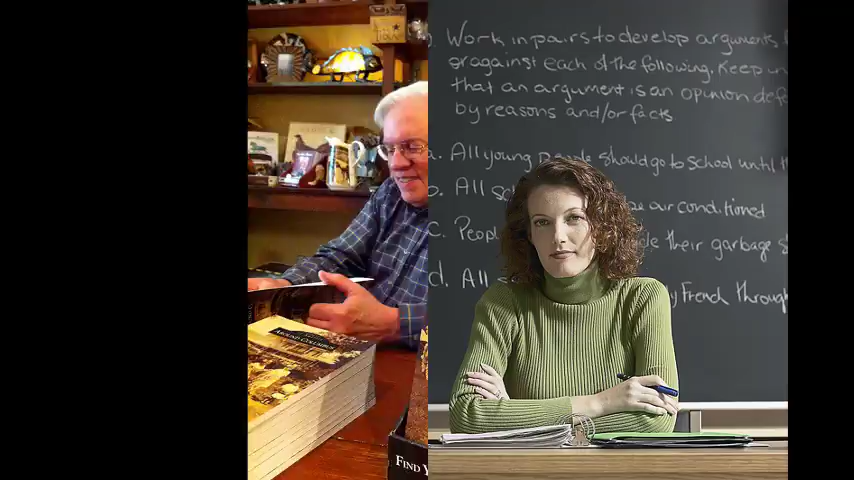 Work in pairs to develop arguments
or against each of the following. Keep in
that an argument is an opinion
by reasons and/or facts
a. All young people should go to school until
b. All air conditioned
c. their garbage
d. All French through
AROUND COLUMBUS
FIND